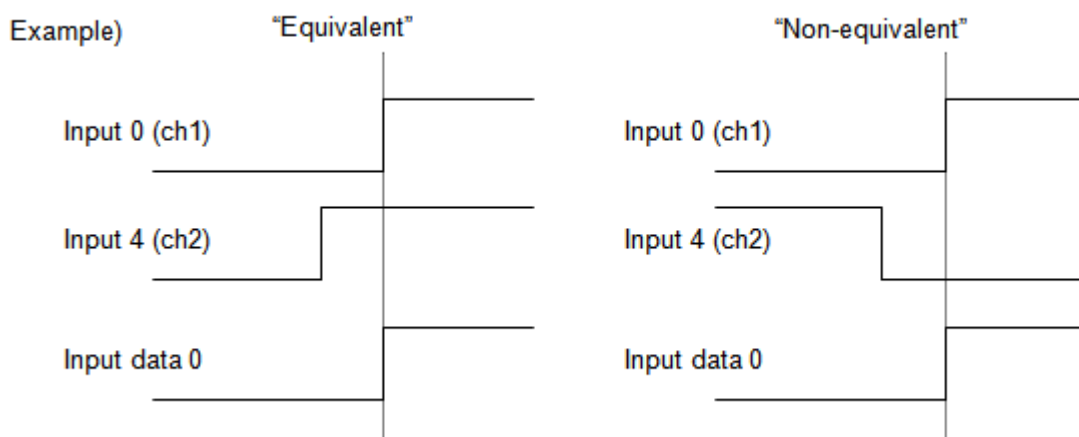 Example)
“Equivalent”
“Non-equivalent”
Input 0 (ch1)
Input 0 (ch1)
Input 4 (ch2)
Input 4 (ch2)
Input data 0
Input data 0